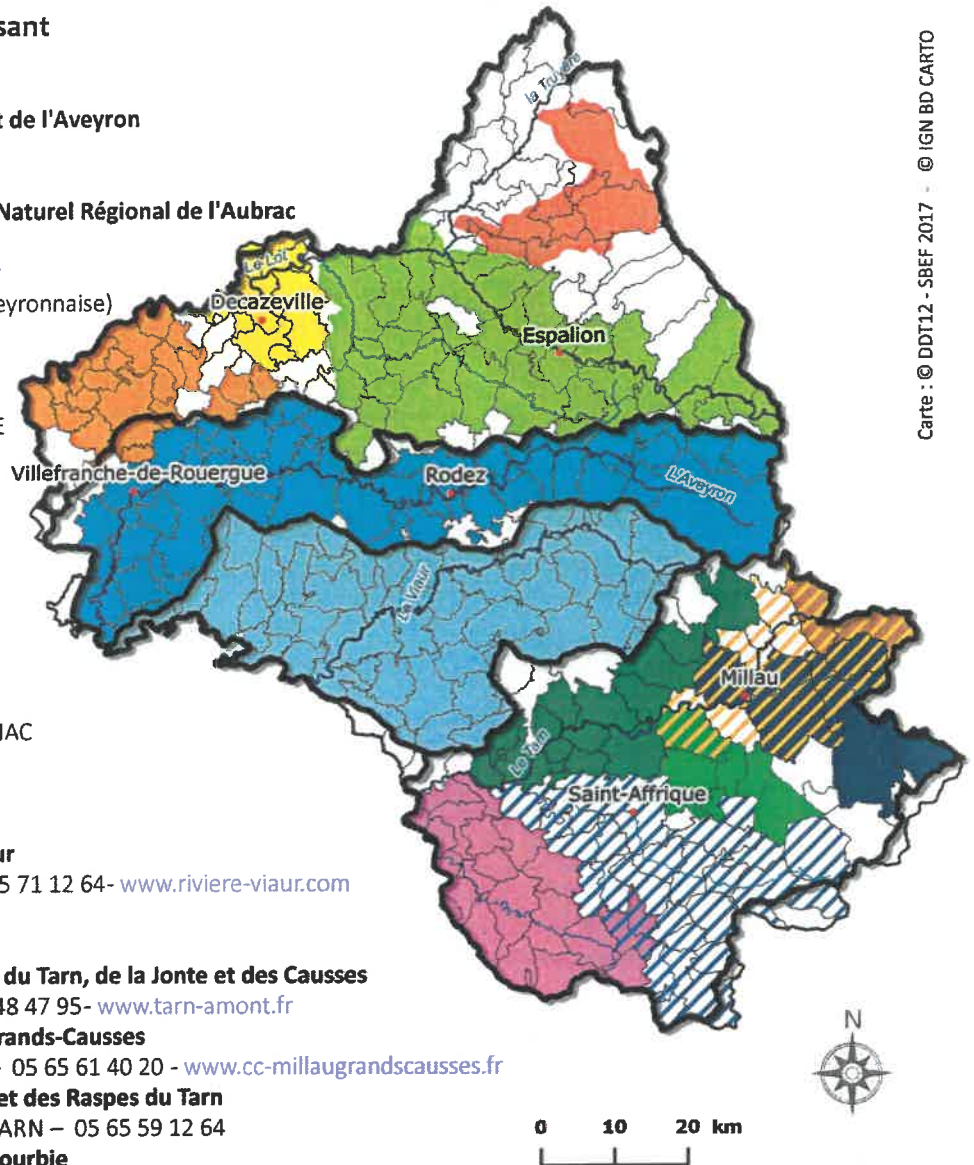 sant
t de l'Aveyron
Naturel Régional de l'Aubrac
eyronnaise)
E
JAC
ur
5 71 12 64- www.riviere-viaur.com
du Tarn, de la Jonte et des Causses
48 47 95- www.tarn-amont.fr
rands-Causses
- 05 65 61 40 20 - www.cc-millaugrandscausses.fr
et des Raspes du Tarn
ARN – 05 65 59 12 64
ourbie
la Truyère
Le Lot
Decazeville
Espalion
Villefranche-de-Rouergue
Rodez
L'Aveyron
Le Viaur
Millau
Le Tarn
Saint-Affrique
N
0 10 20 km
Carte : © DDT12 - SBEF 2017 - © IGN BD CARTO